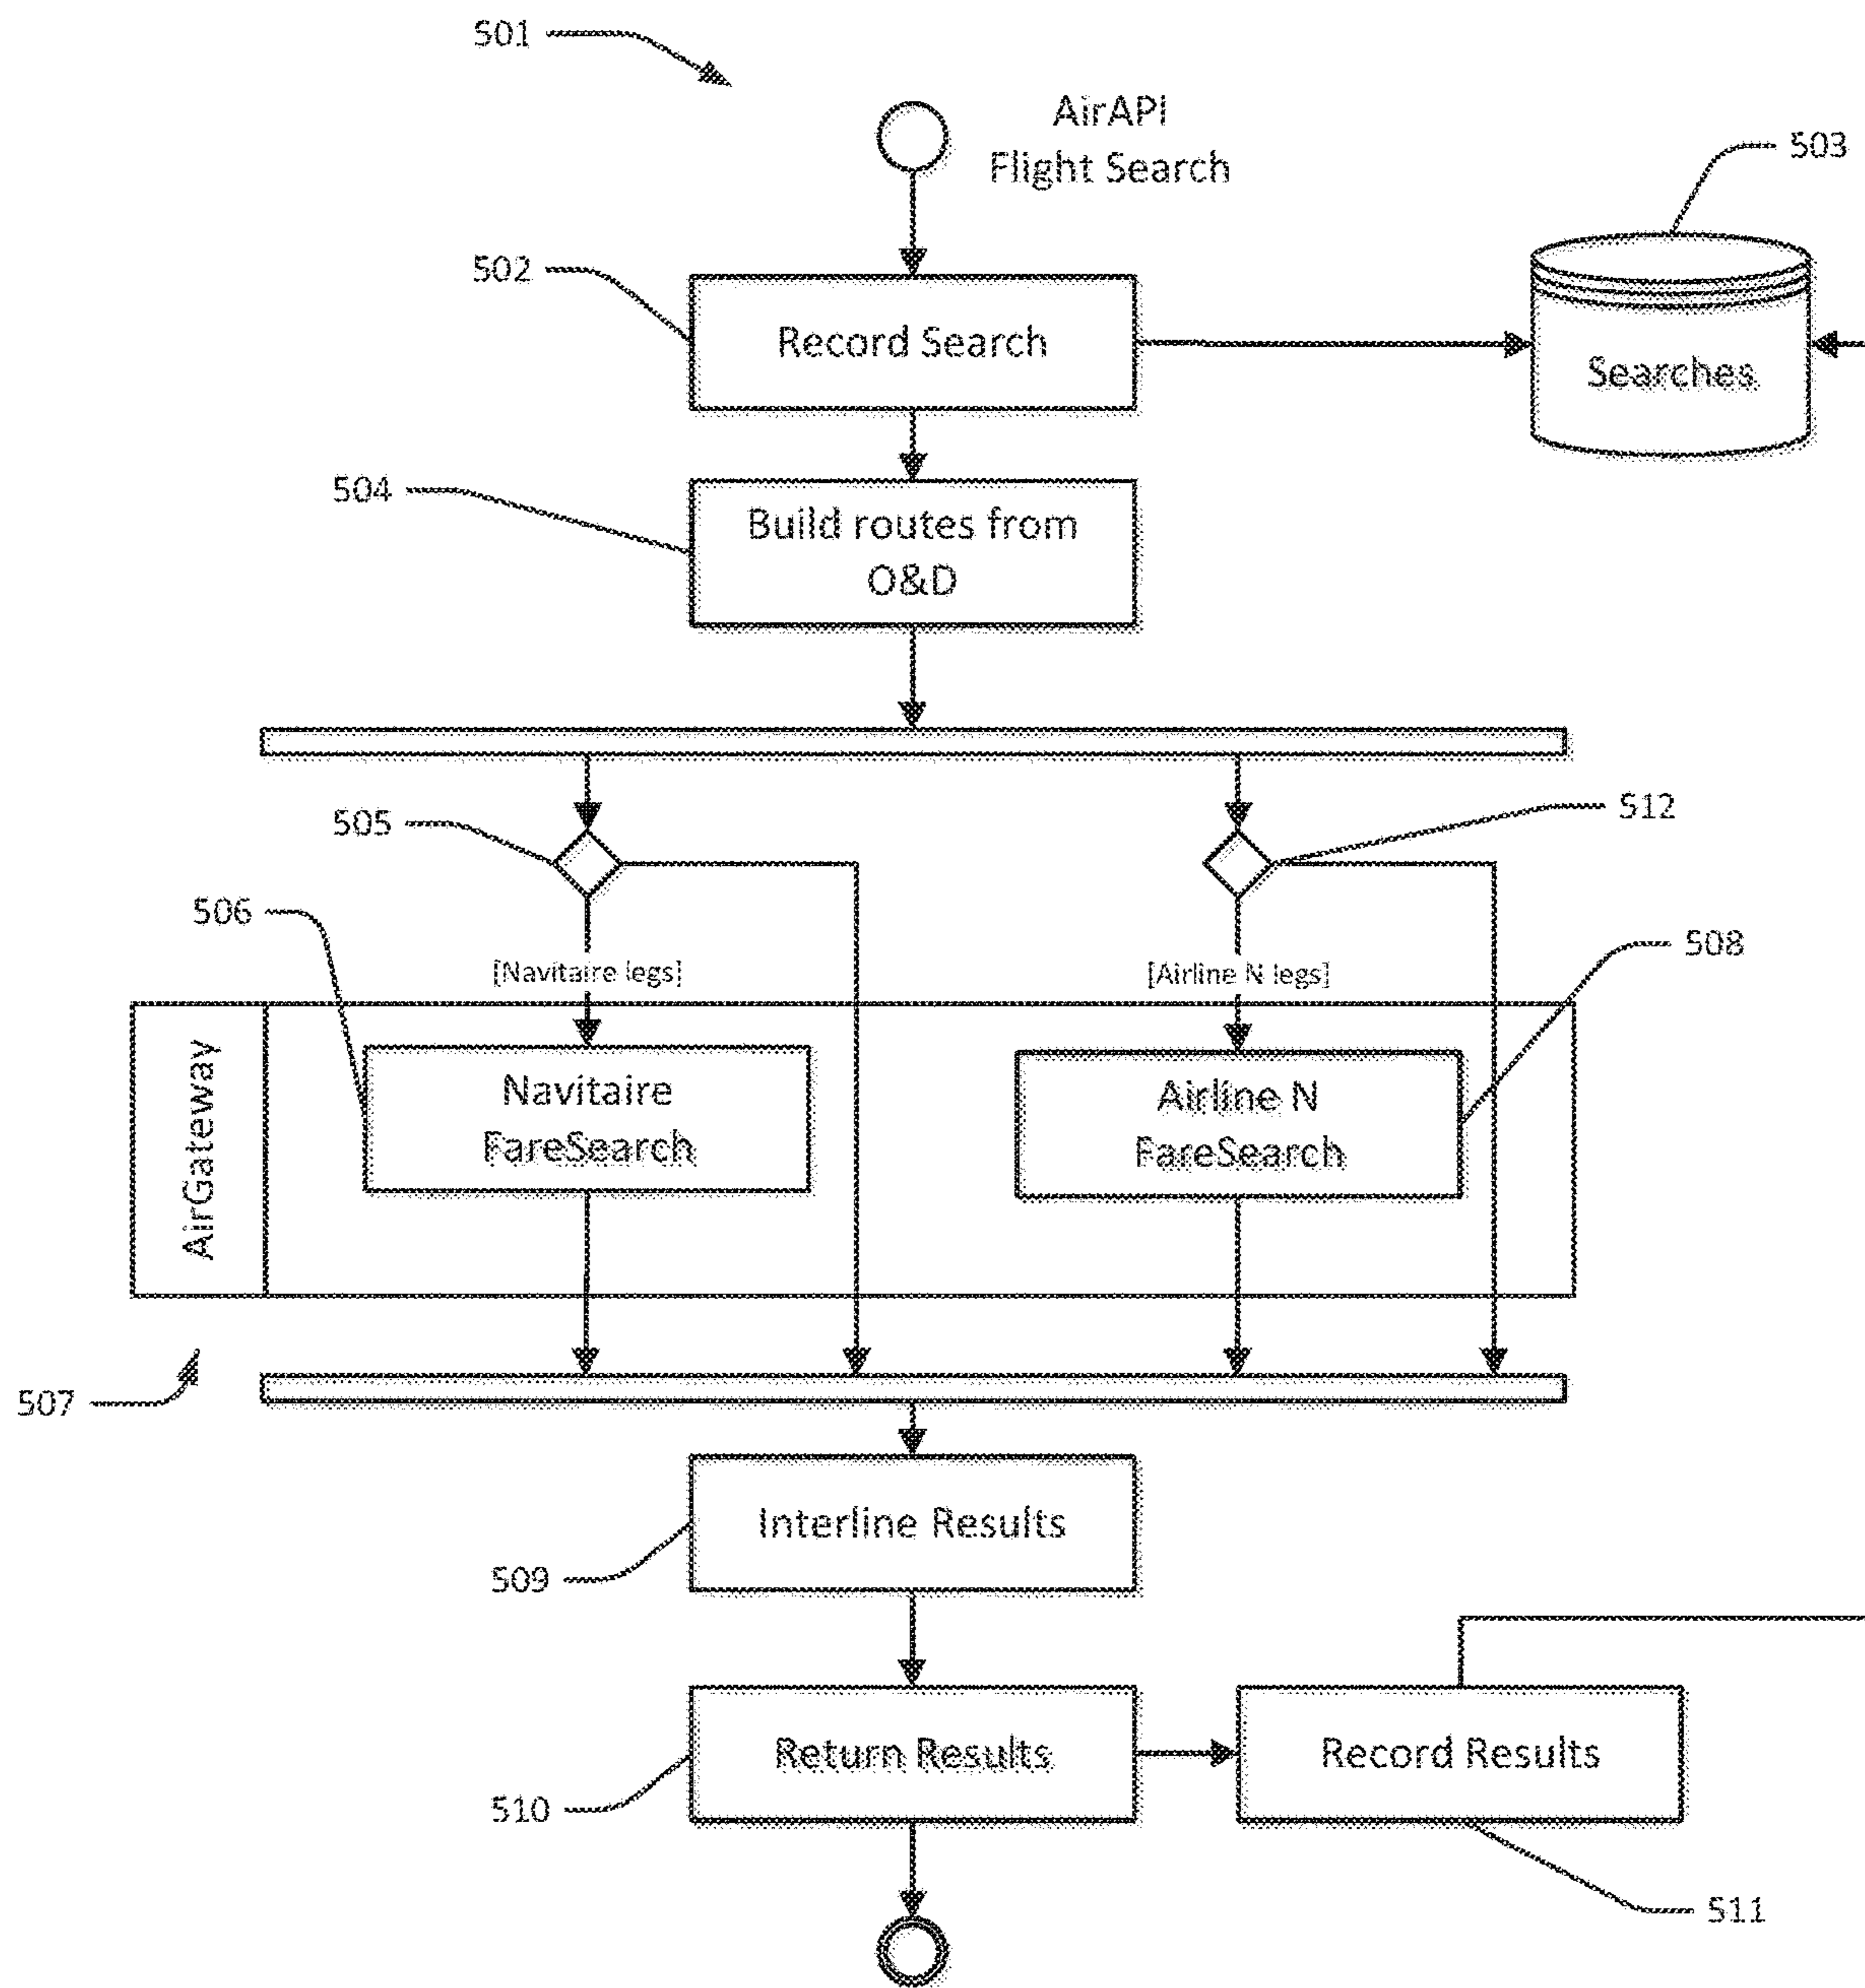 501
AirAPI
Flight Search
503
502
Record Search
Searches
504
Build routes from
O&D
505
512
506
[Navitaire legs]
[Airline N legs]
508
AirGateway
Navitaire
FareSearch
Airline N
FareSearch
507
Interline Results
509
Return Results
Record Results
510
511